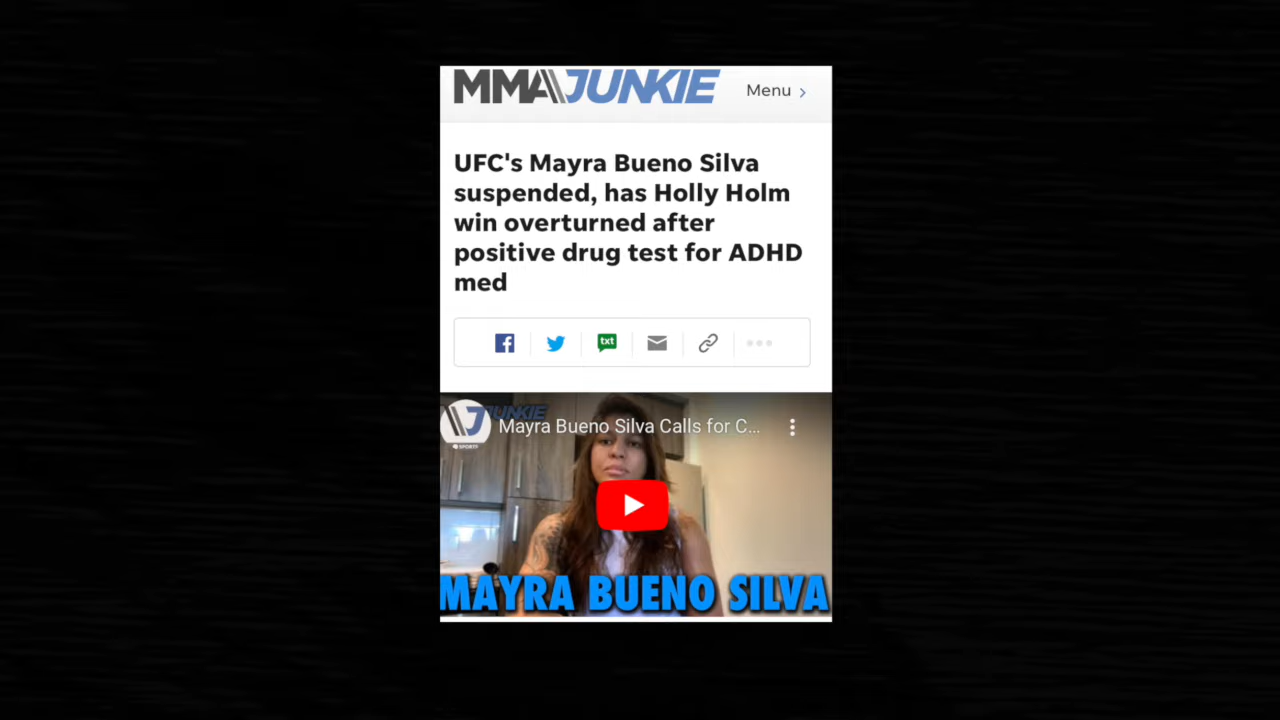 MMAJUNKIE
Menu >
UFC's Mayra Bueno Silva
suspended, has Holly Holm
win overturned after
positive drug test for ADHD
med
txt
JUNKIE
SPORTS
Mayra Bueno Silva Calls for C...
MAYRA BUENO SILVA